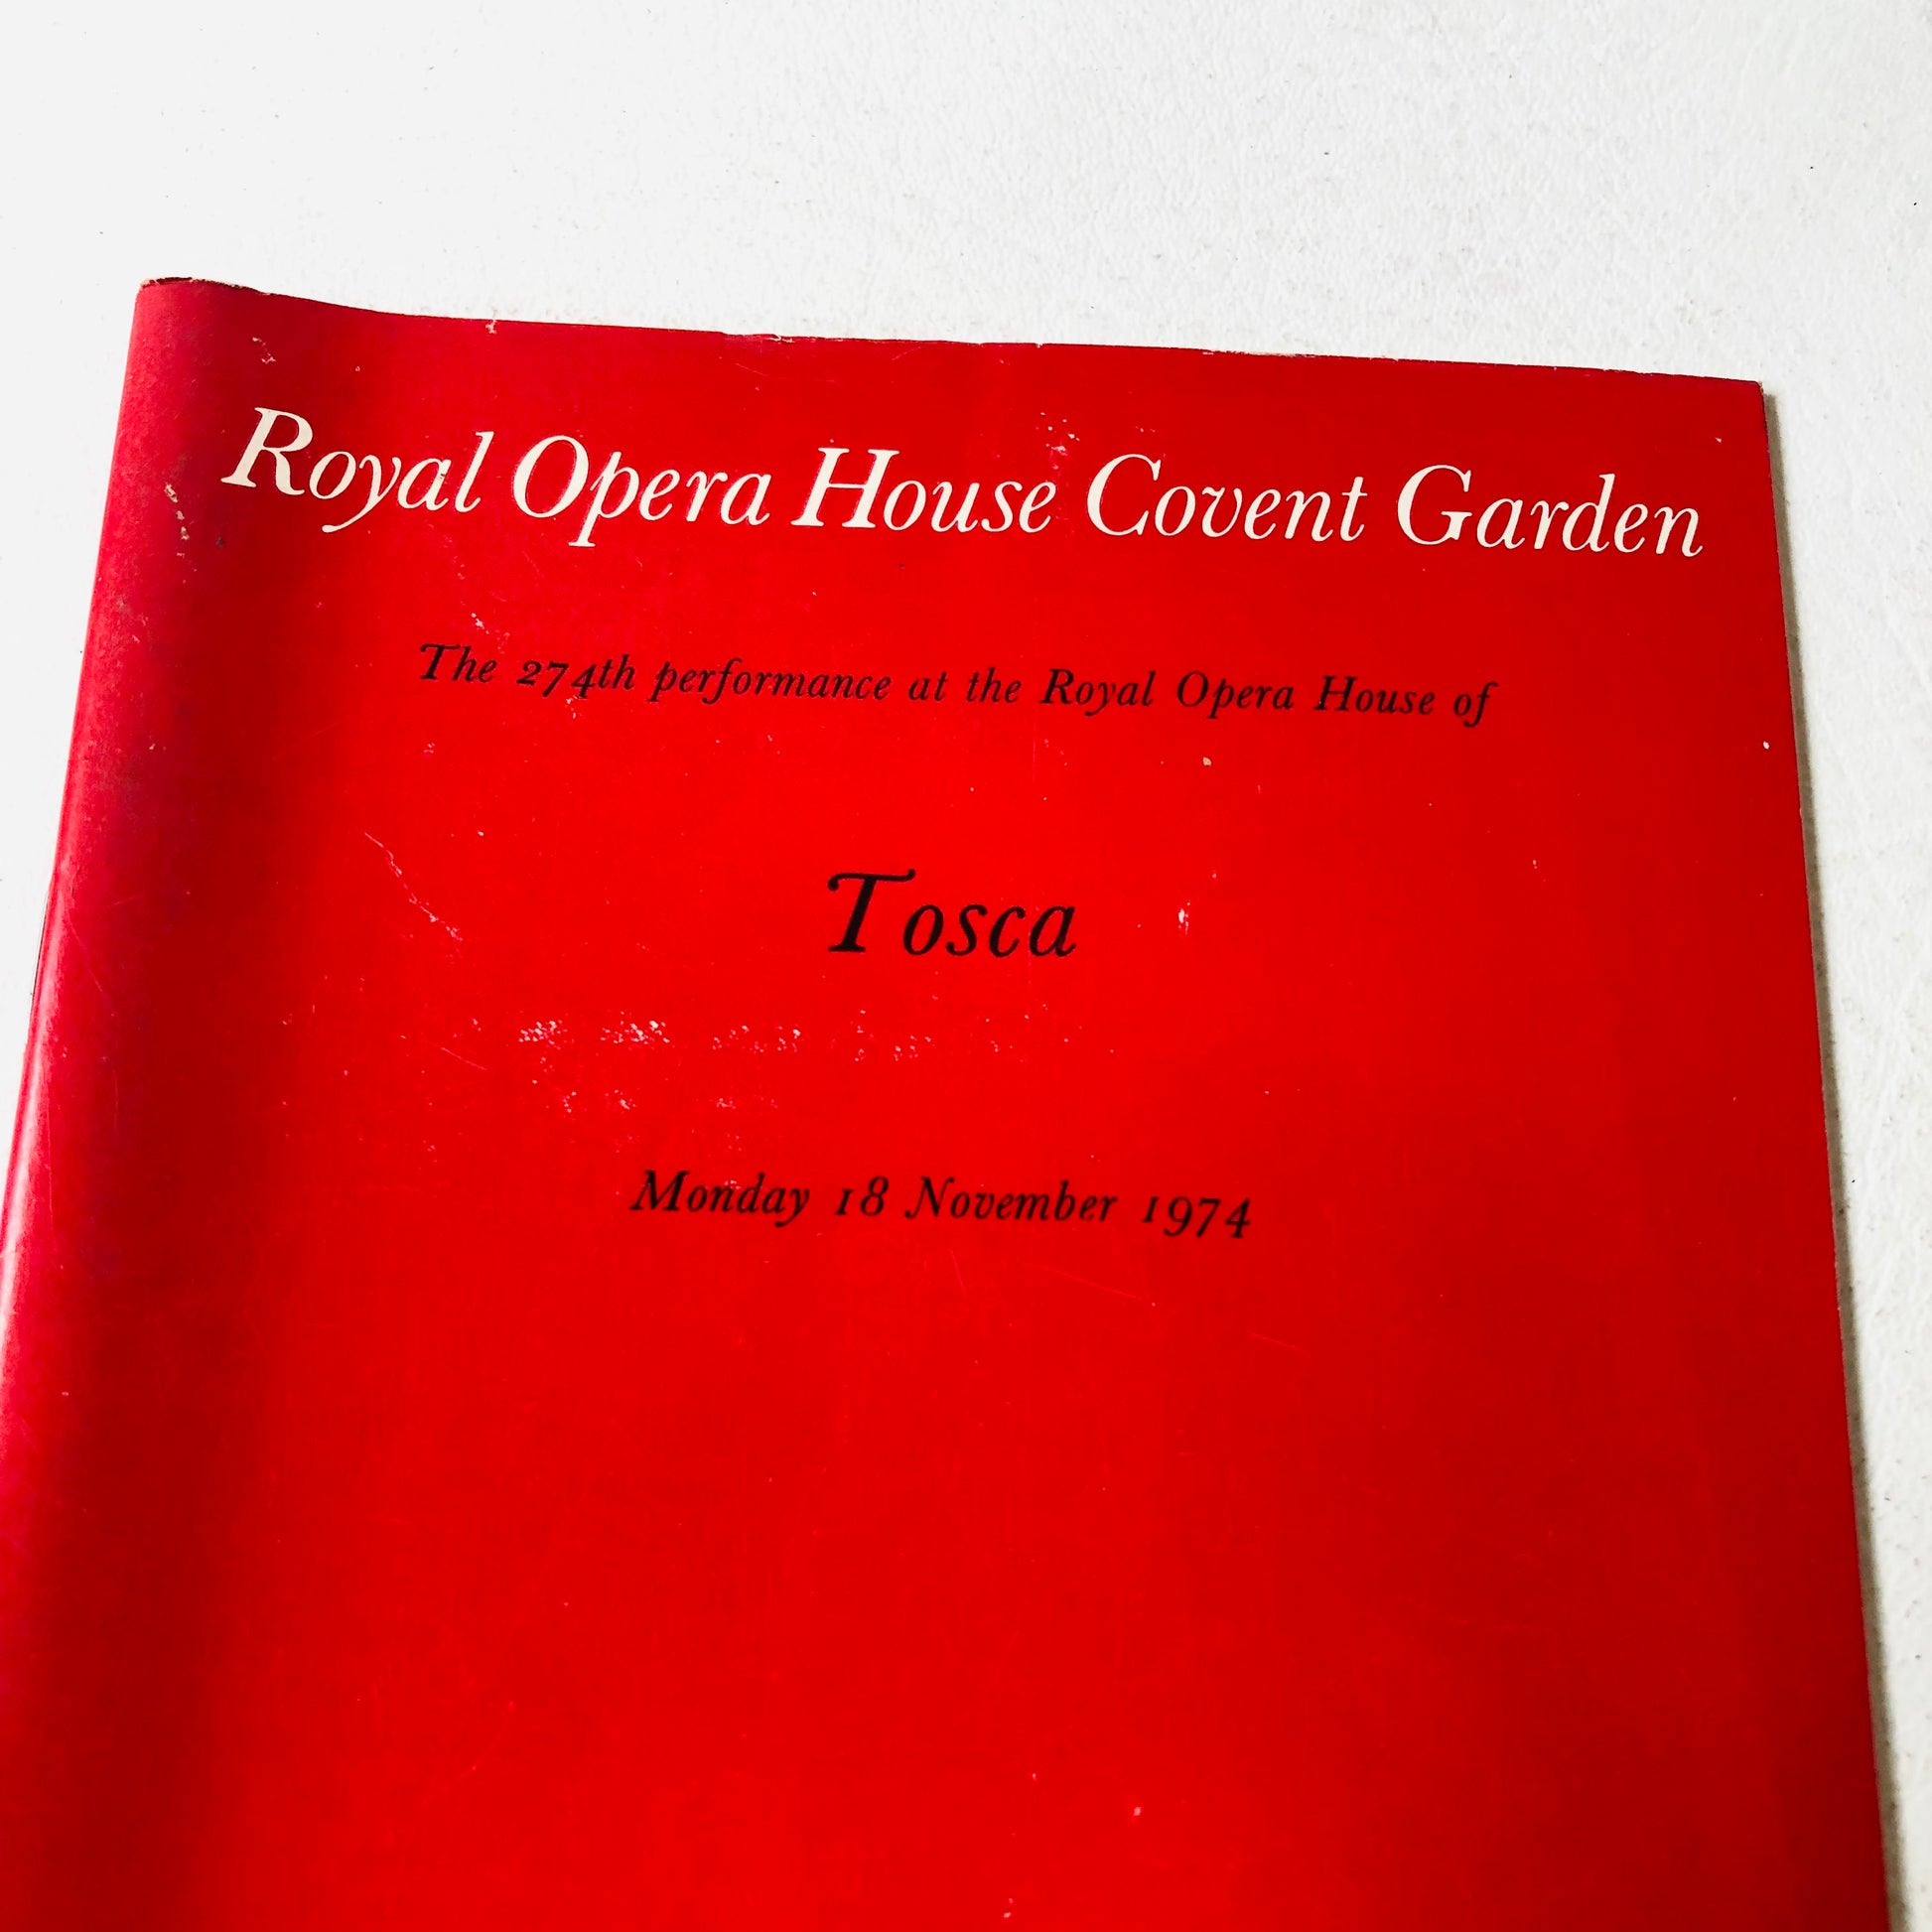 Royal Opera House Covent Garden
The 274th performance at the Royal Opera House of
Tosca
Monday 18 November 1974